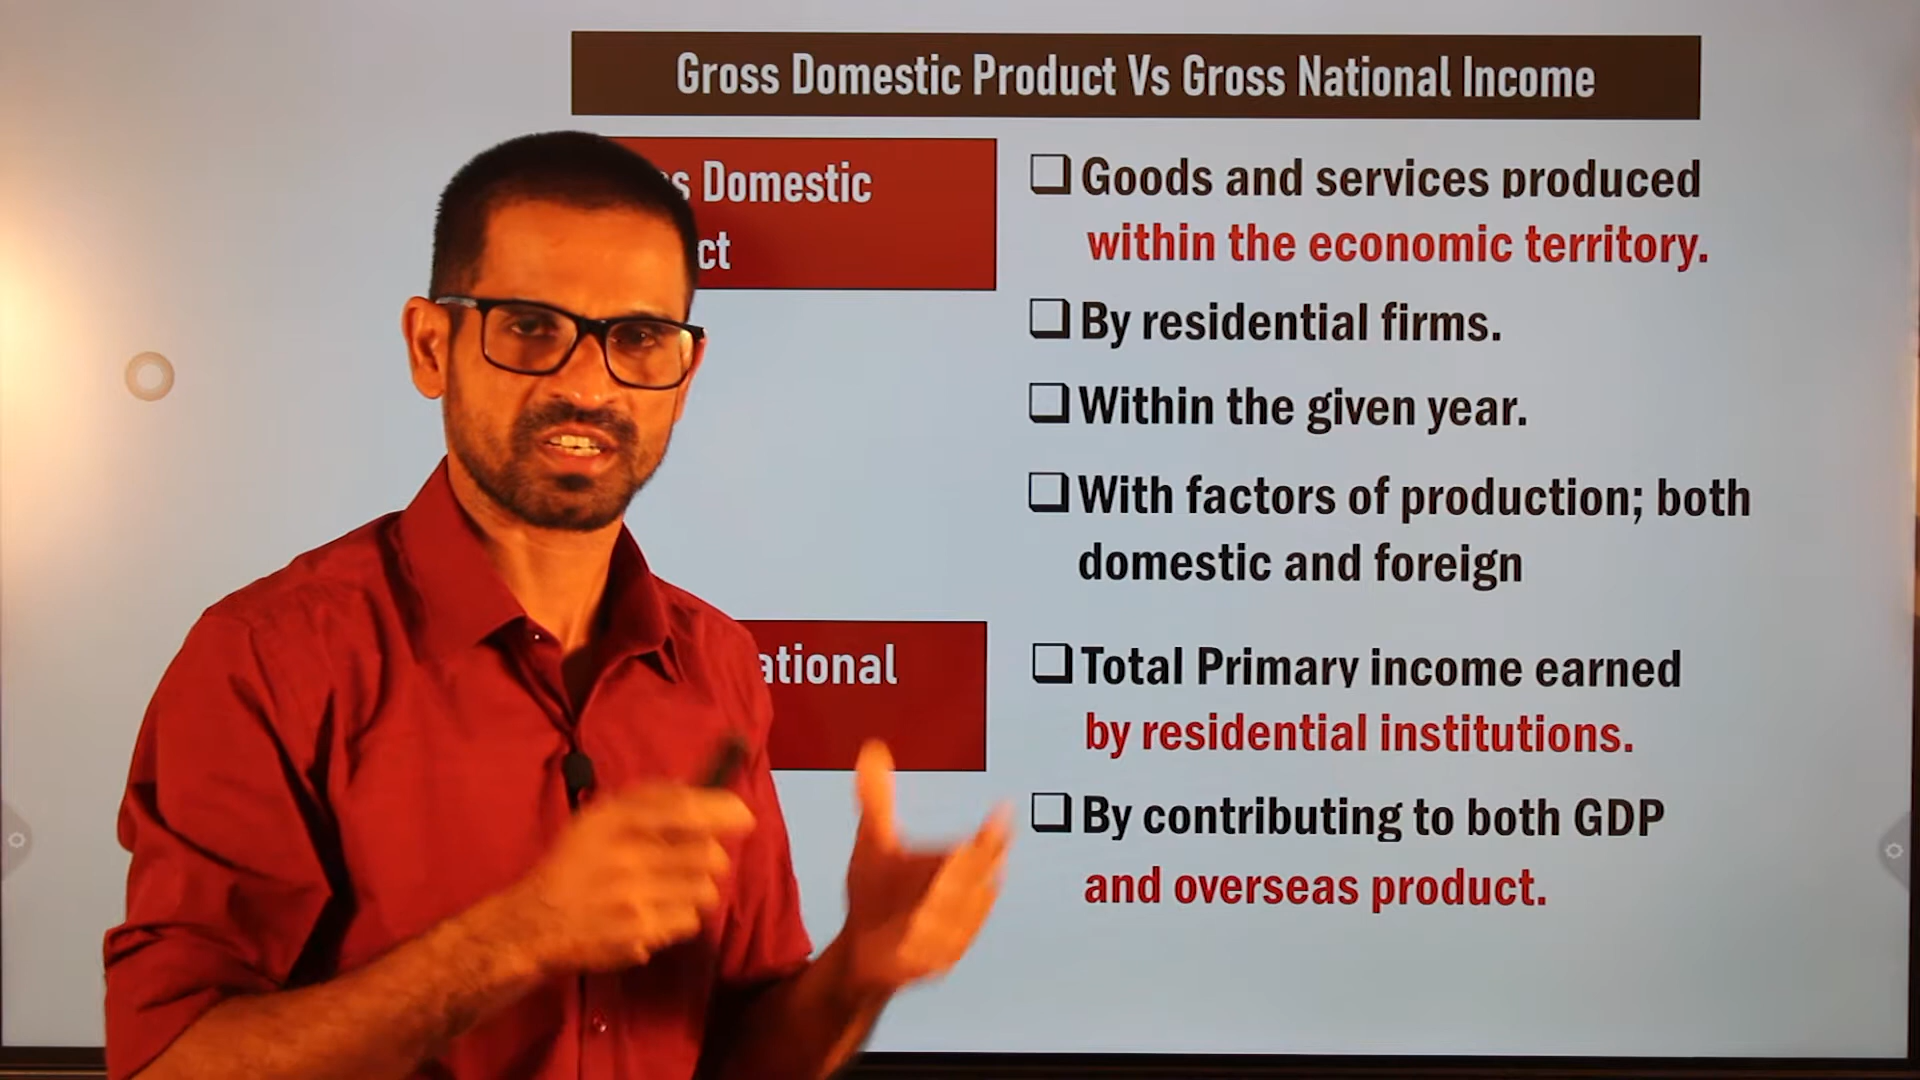 Gross Domestic Product Vs Gross National Income
Domestic
Goods and services produced
within the economic territory.
By residential firms.
Within the given year.
With factors of production; both
domestic and foreign
Total Primary income earned
by residential institutions.
By contributing to both GDP
and overseas product.